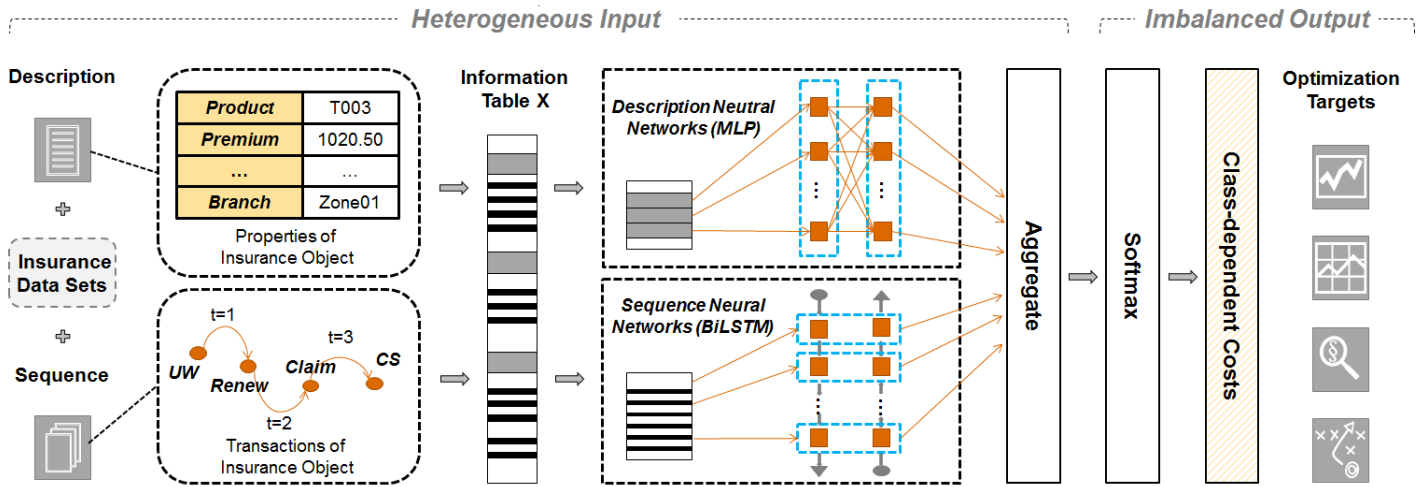 Heterogeneous Input
Imbalanced Output
Description
Insurance
Data Sets
Sequence
Product T003
Premium 1020.50
... ...
Branch Zone01
Properties of
Insurance Object
t=1
t=3
UW
Renew
Claim
CS
t=2
Transactions of
Insurance Object
Information
Table X
Description Neutral
Networks (MLP)
Sequence Neural
Networks (BiLSTM)
Aggregate
Softmax
Class-dependent Costs
Optimization
Targets